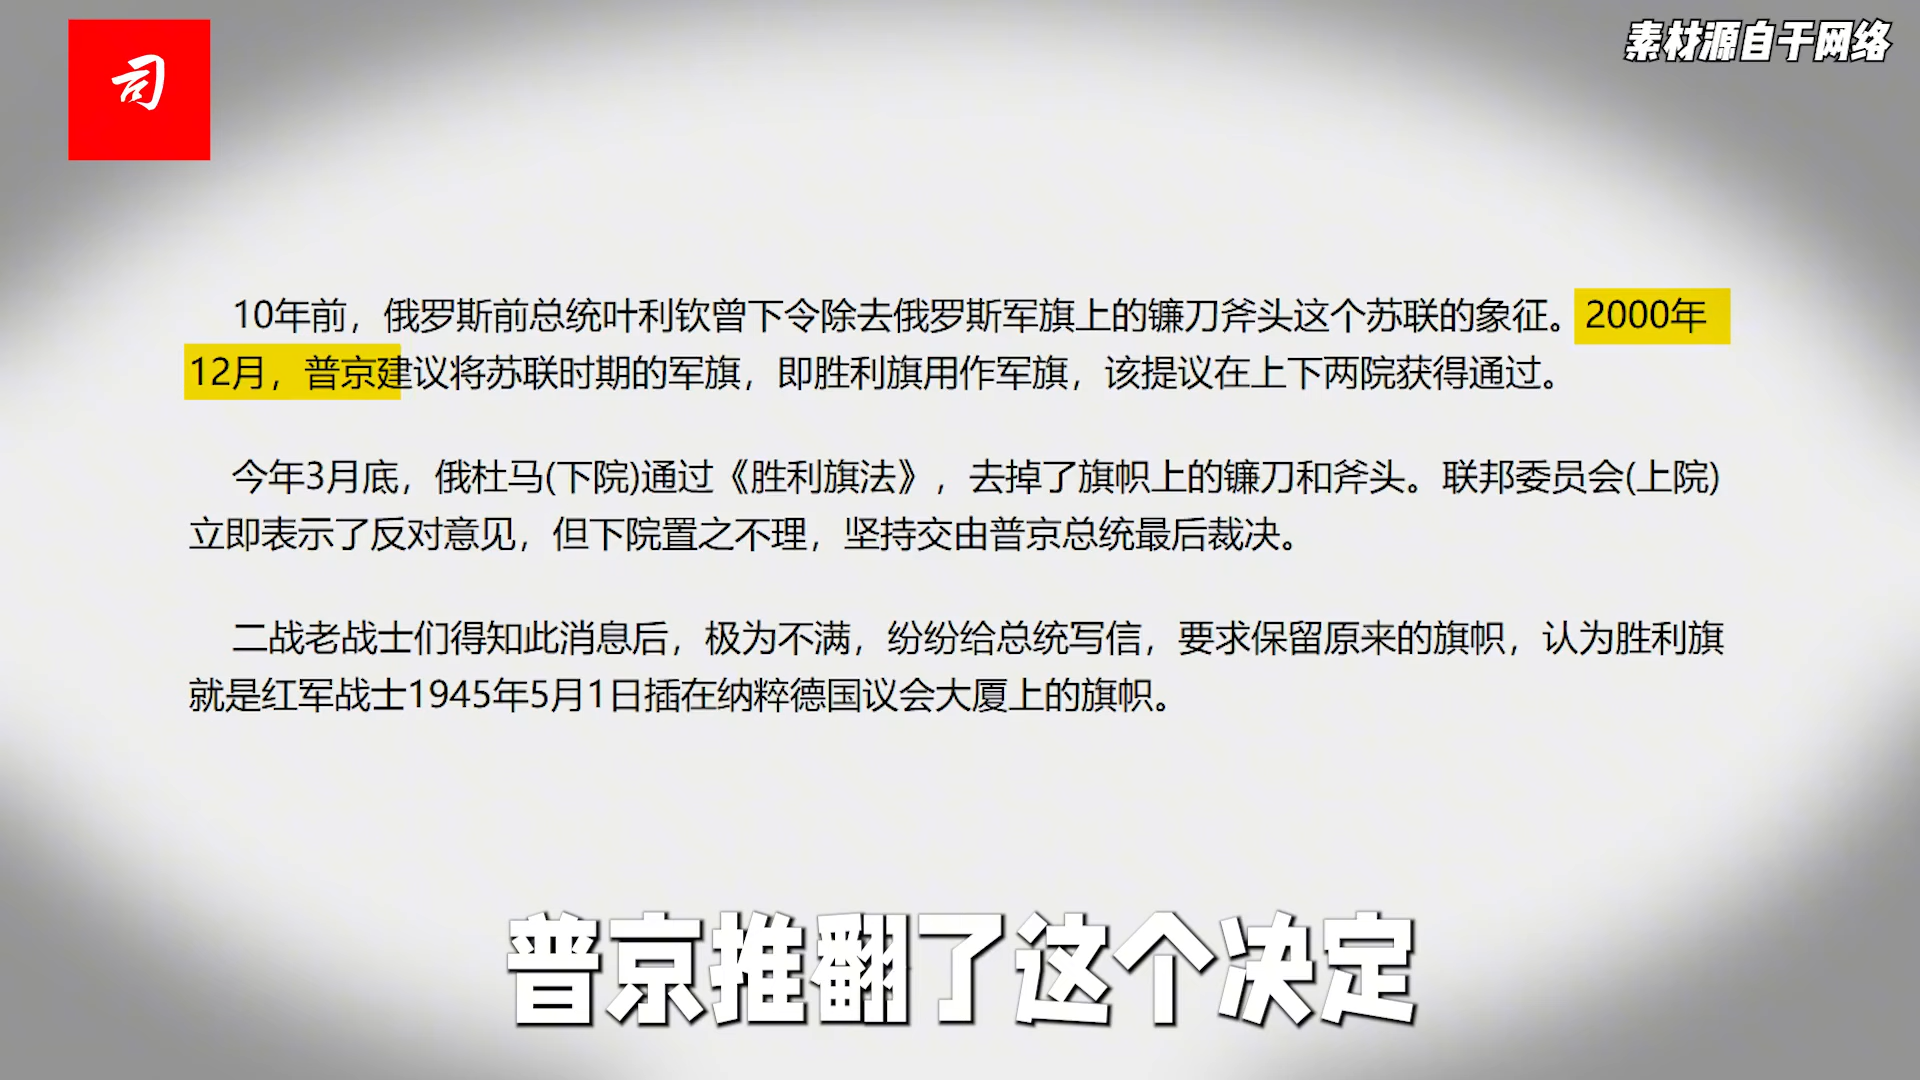 司
素材源自于网络
10年前，俄罗斯前总统叶利钦曾下令除去俄罗斯军旗上的镰刀斧头这个苏联的象征。2000年
12月，普京建议将苏联时期的军旗，即胜利旗用作军旗，该提议在上下两院获得通过。
今年3月底，俄杜马(下院)通过《胜利旗法》，去掉了旗帜上的镰刀和斧头。联邦委员会(上院)
立即表示了反对意见，但下院置之不理，坚持交由普京总统最后裁决。
二战老战士们得知此消息后，极为不满，纷纷给总统写信，要求保留原来的旗帜，认为胜利旗
就是红军战士1945年5月1日插在纳粹德国议会大厦上的旗帜。
普京推翻了这个决定